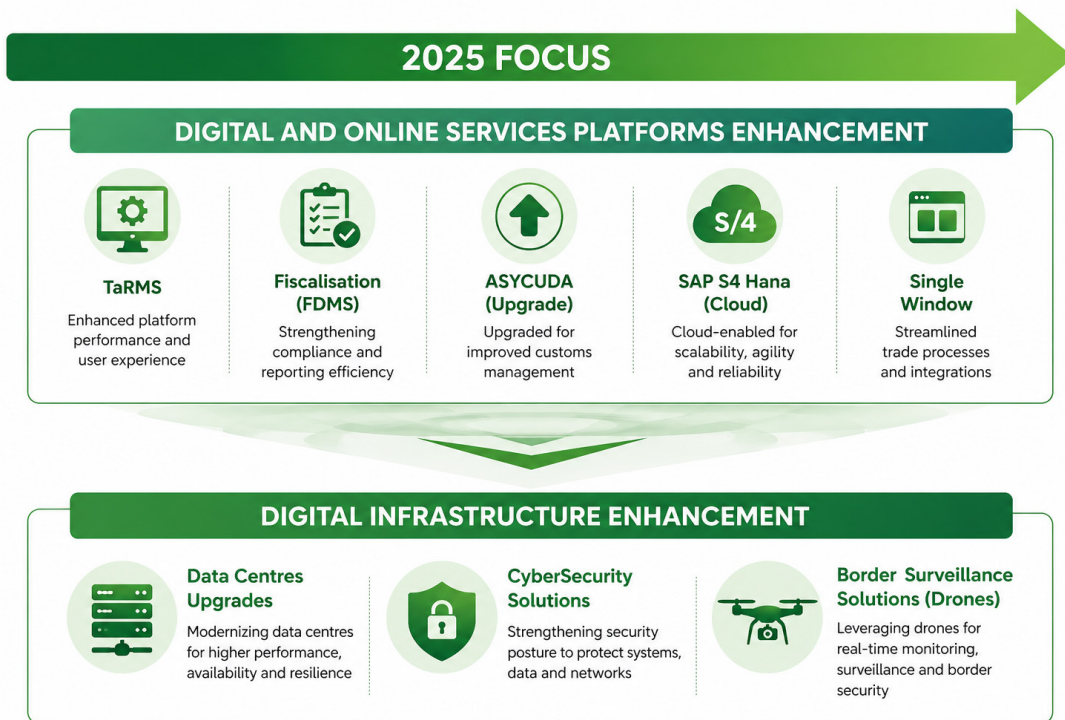 2025 FOCUS
DIGITAL AND ONLINE SERVICES PLATFORMS ENHANCEMENT
TaRMS
Enhanced platform
performance and
user experience
Fiscalisation
(FDMS)
Strengthening
compliance and
reporting efficiency
ASYCUDA
(Upgrade)
Upgraded for
improved customs
management
S/4
SAP S4 Hana
(Cloud)
Cloud-enabled for
scalability, agility
and reliability
Single
Window
Streamlined
trade processes
and integrations
DIGITAL INFRASTRUCTURE ENHANCEMENT
Data Centres
Upgrades
Modernizing data centres
for higher performance,
availability and resilience
CyberSecurity
Solutions
Strengthening security
posture to protect systems,
data and networks
Border Surveillance
Solutions (Drones)
Leveraging drones for
real-time monitoring,
surveillance and border
security